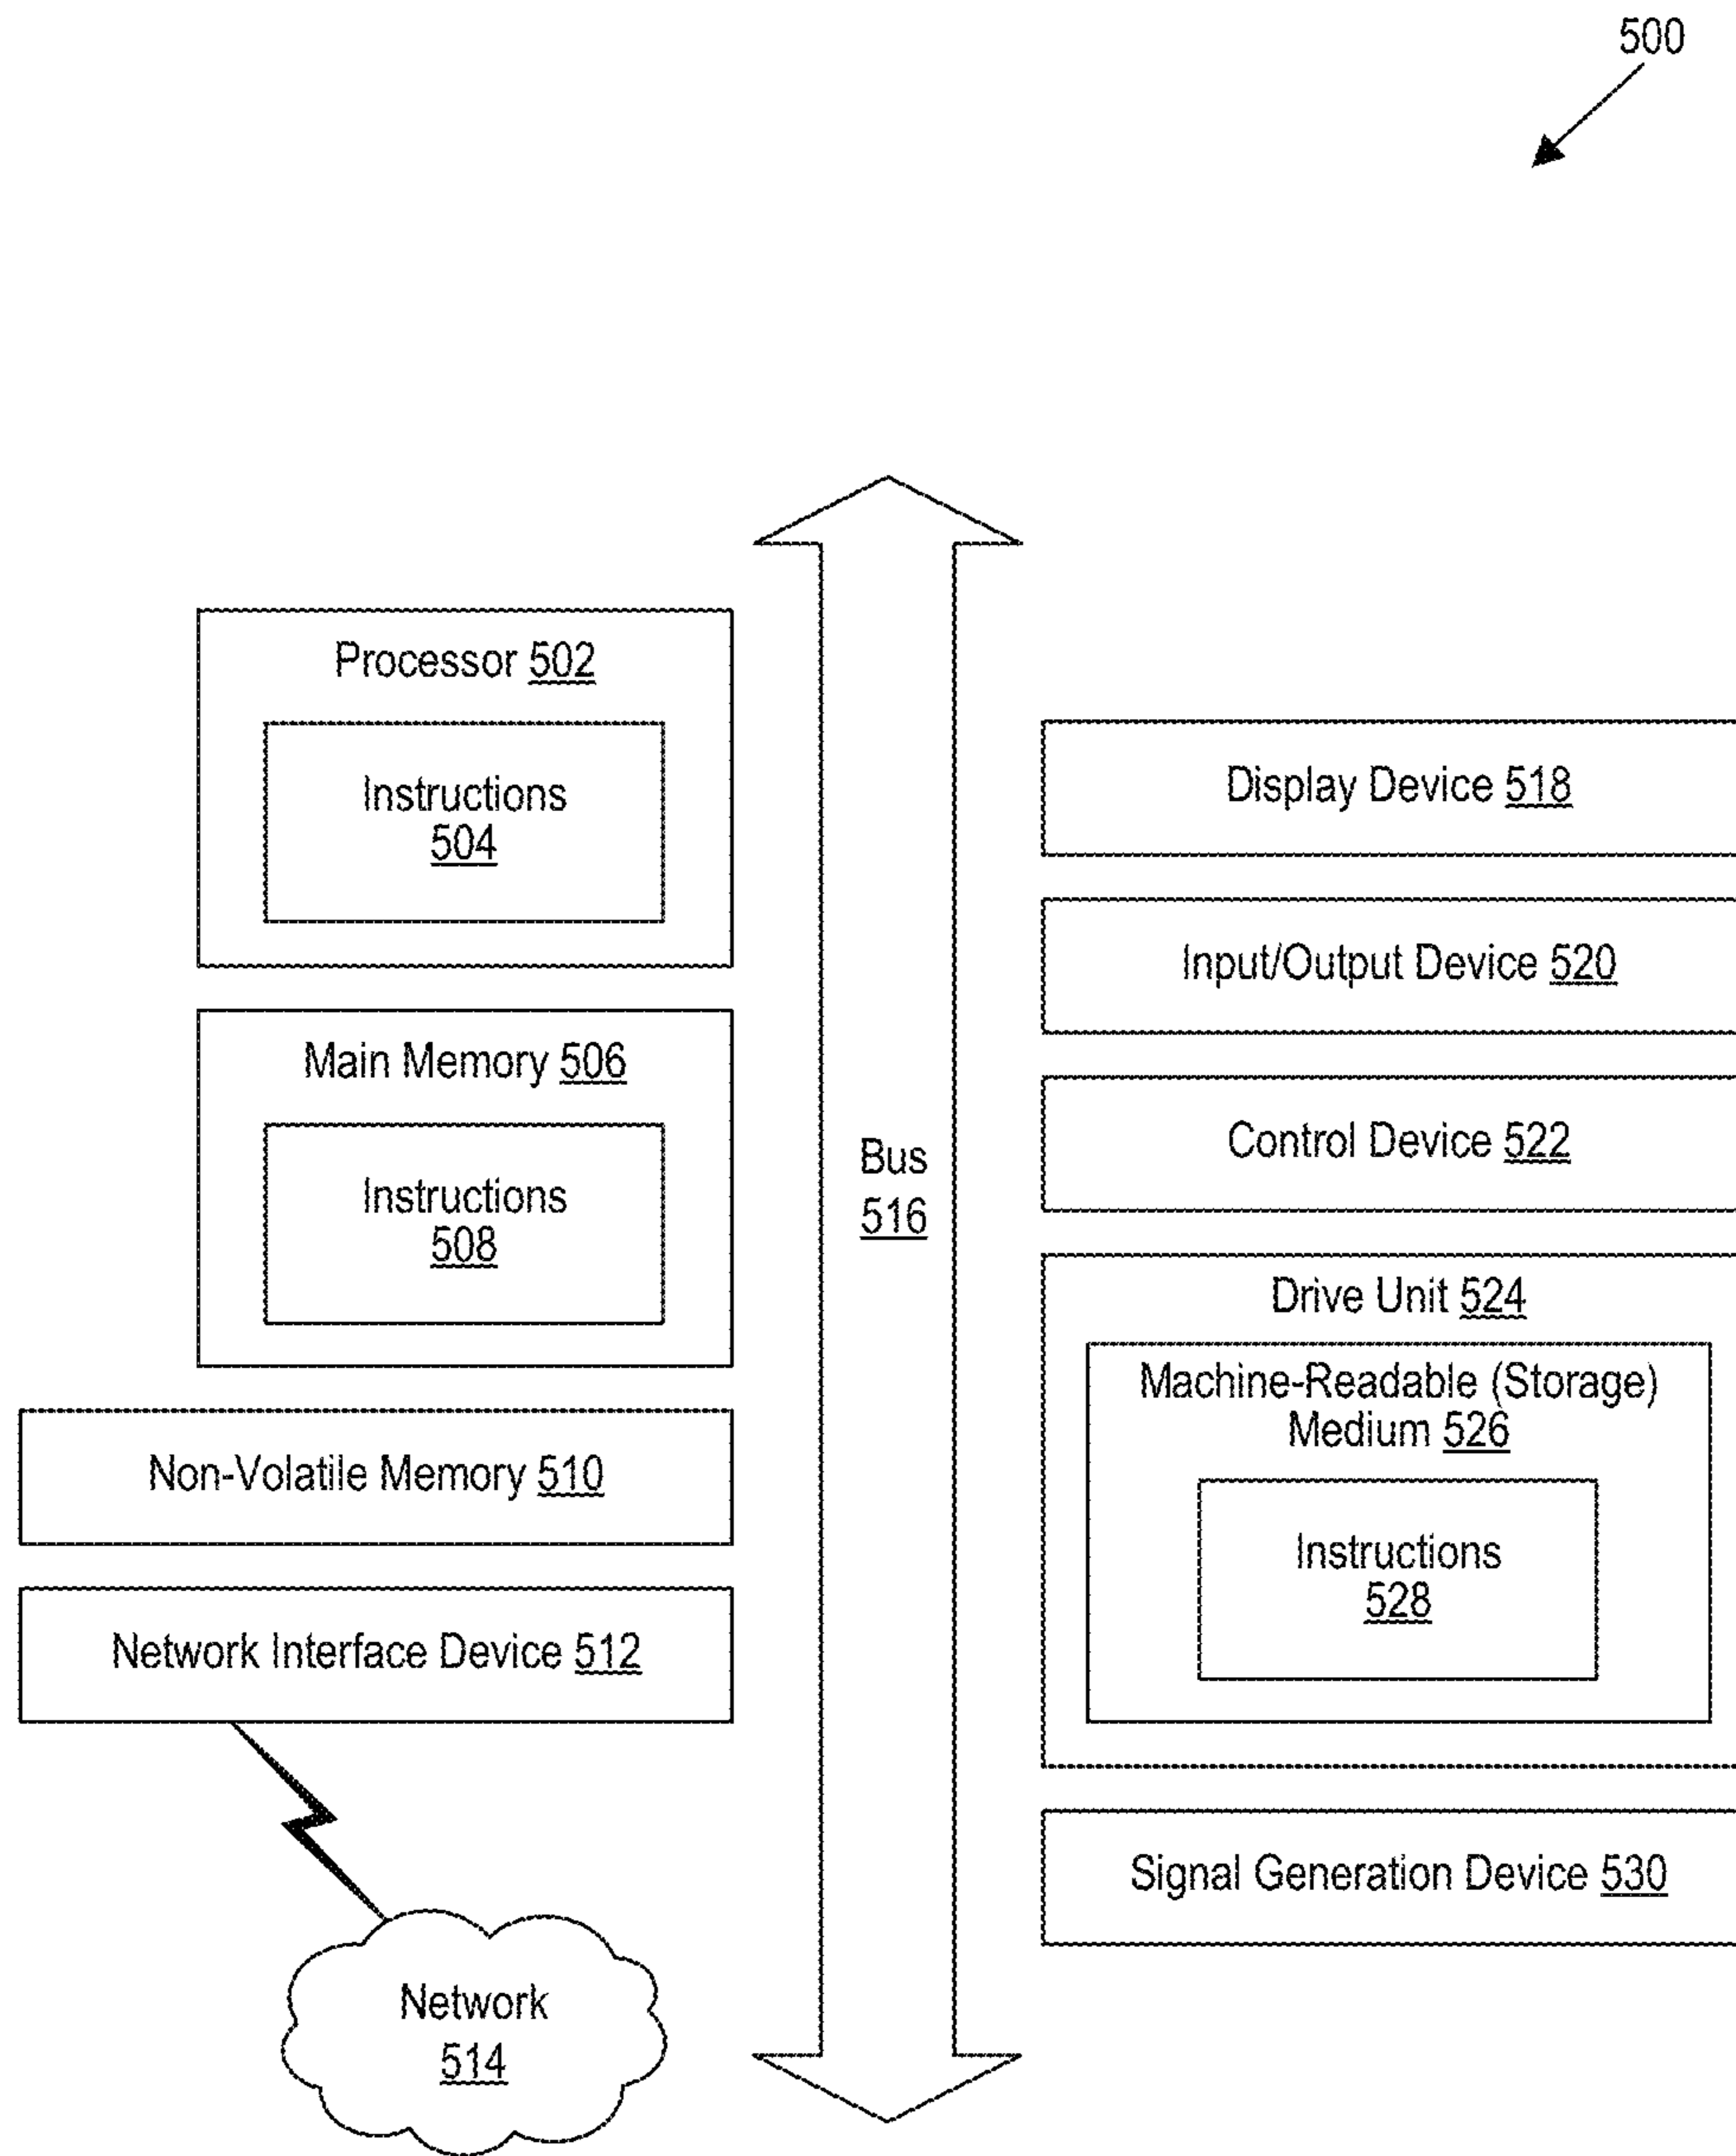 500
Processor 502
Instructions
504
Main Memory 506
Instructions
508
Non-Volatile Memory 510
Network Interface Device 512
Network
514
Bus
516
Display Device 518
Input/Output Device 520
Control Device 522
Drive Unit 524
Machine-Readable (Storage)
Medium 526
Instructions
528
Signal Generation Device 530